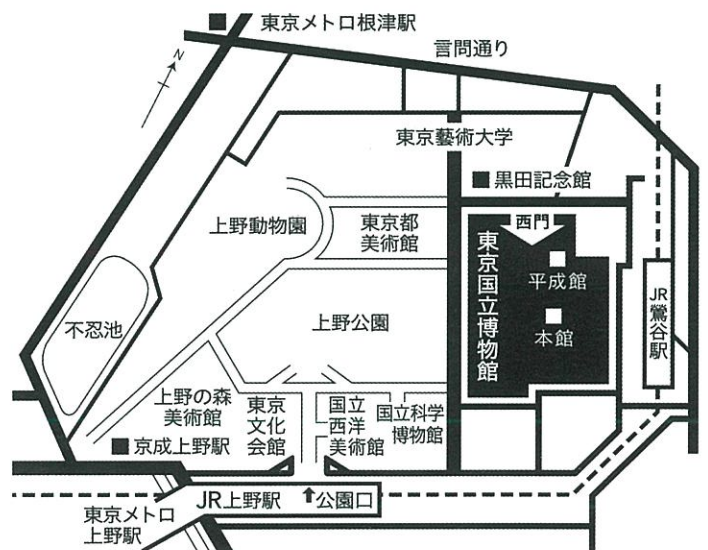 東京メトロ根津駅
言問通り
N
東京藝術大学
黒田記念館
上野動物園
東京都
美術館
西門
東京国立博物館
平成館
本館
JR鶯谷駅
不忍池
上野公園
上野の森
美術館
東京
文化
会館
国立
西洋
美術館
国立科学
博物館
京成上野駅
JR上野駅
公園口
東京メトロ
上野駅